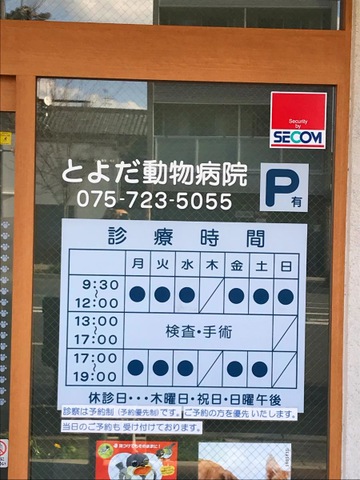 Security
by
SECOM
とよだ動物病院
075-723-5055
P有
診療時間
月 火 水 木 金 土 日
9:30〜12:00 ● ● ● ／ ● ● ●
13:00〜17:00 検査・手術 ／
17:00〜19:00 ● ● ● ／ ● ● ／
休診日・・・木曜日・祝日・日曜午後
診察は予約制(予約優先制)です。ご予約の方を優先いたします。
当日のご予約も受け付けております。